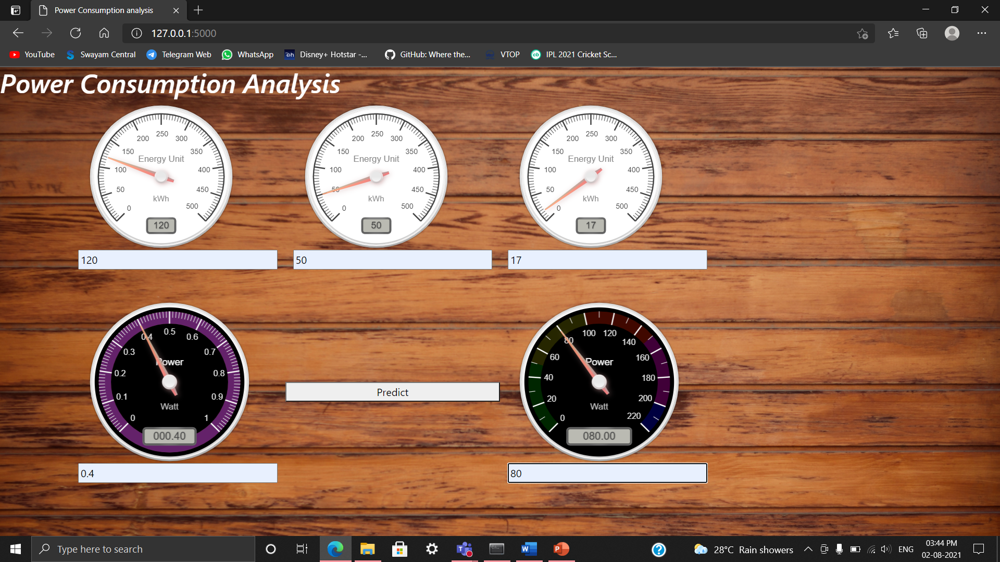 Power Consumption analysis
127.0.0.1:5000
YouTube Swayam Central Telegram Web WhatsApp Disney+ Hotstar -... GitHub: Where the... VTOP IPL 2021 Cricket Sc...
Power Consumption Analysis
0 50 100 150 200 250 300 350 400 450 500
Energy Unit
kWh
120
0 50 100 150 200 250 300 350 400 450 500
Energy Unit
kWh
50
0 50 100 150 200 250 300 350 400 450 500
Energy Unit
kWh
17
120
50
17
0 0.1 0.2 0.3 0.4 0.5 0.6 0.7 0.8 0.9 1
Power
Watt
000.40
Predict
0 20 40 60 80 100 120 140 160 180 200 220
Power
Watt
080.00
0.4
80
Type here to search
28°C Rain showers
ENG
03:44 PM
02-08-2021